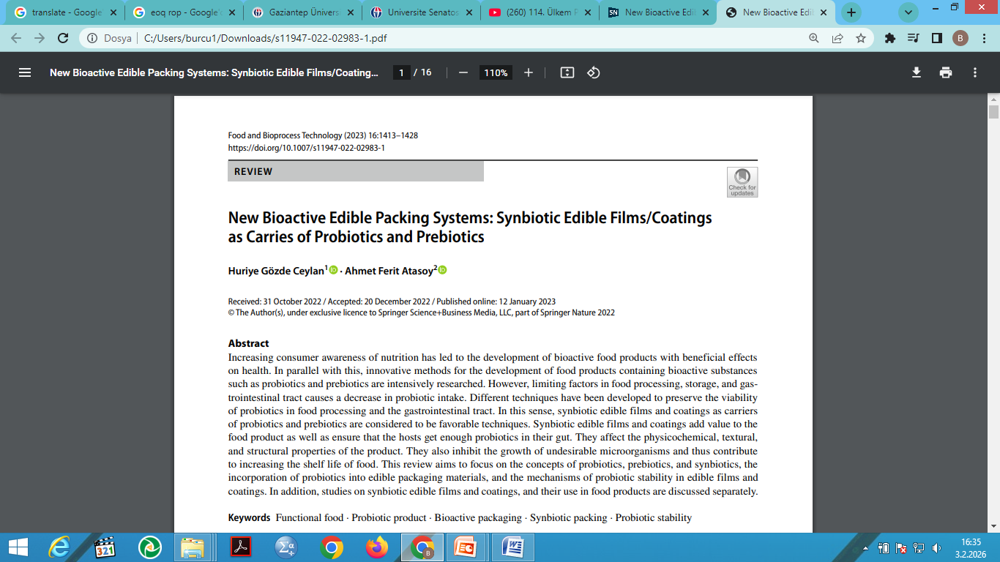 translate - Google'
eoq rop - Google'
Gaziantep Ünivers
Universite Senatos
(260) 114. Ülkem P
New Bioactive Edi
New Bioactive Edi
Dosya
C:/Users/burcu1/Downloads/s11947-022-02983-1.pdf
B
New Bioactive Edible Packing Systems: Synbiotic Edible Films/Coating...
1 / 16
110%
Food and Bioprocess Technology (2023) 16:1413–1428
https://doi.org/10.1007/s11947-022-02983-1
REVIEW
Check for
updates
New Bioactive Edible Packing Systems: Synbiotic Edible Films/Coatings
as Carries of Probiotics and Prebiotics
Huriye Gözde Ceylan1 · Ahmet Ferit Atasoy2
Received: 31 October 2022 / Accepted: 20 December 2022 / Published online: 12 January 2023
© The Author(s), under exclusive licence to Springer Science+Business Media, LLC, part of Springer Nature 2022
Abstract
Increasing consumer awareness of nutrition has led to the development of bioactive food products with beneficial effects
on health. In parallel with this, innovative methods for the development of food products containing bioactive substances
such as probiotics and prebiotics are intensively researched. However, limiting factors in food processing, storage, and gas-
trointestinal tract causes a decrease in probiotic intake. Different techniques have been developed to preserve the viability
of probiotics in food processing and the gastrointestinal tract. In this sense, synbiotic edible films and coatings as carriers
of probiotics and prebiotics are considered to be favorable techniques. Synbiotic edible films and coatings add value to the
food product as well as ensure that the hosts get enough probiotics in their gut. They affect the physicochemical, textural,
and structural properties of the product. They also inhibit the growth of undesirable microorganisms and thus contribute
to increasing the shelf life of food. This review aims to focus on the concepts of probiotics, prebiotics, and synbiotics, the
incorporation of probiotics into edible packaging materials, and the mechanisms of probiotic stability in edible films and
coatings. In addition, studies on synbiotic edible films and coatings, and their use in food products are discussed separately.
Keywords Functional food · Probiotic product · Bioactive packaging · Synbiotic packing · Probiotic stability
321
16:35
3.2.2026